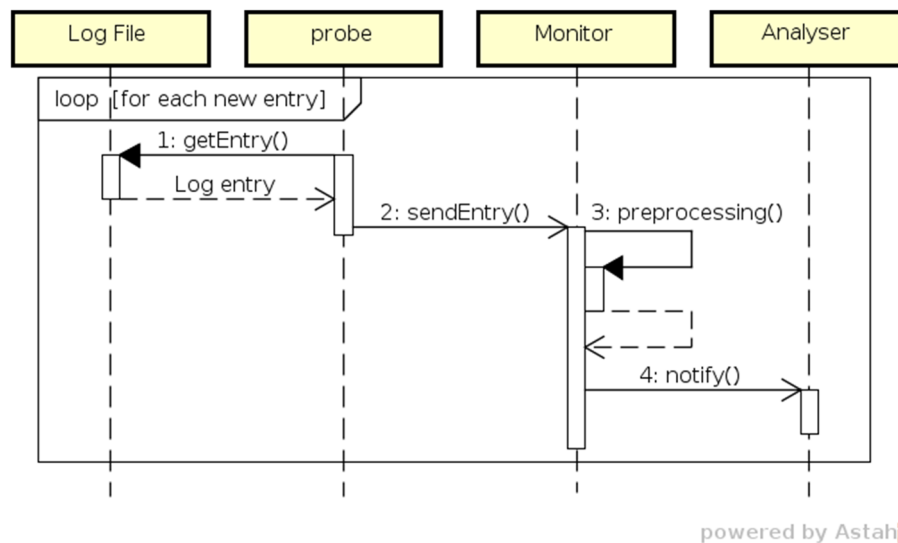 Log File
probe
Monitor
Analyser
loop [for each new entry]
1: getEntry()
Log entry
2: sendEntry()
3: preprocessing()
4: notify()
powered by Astah